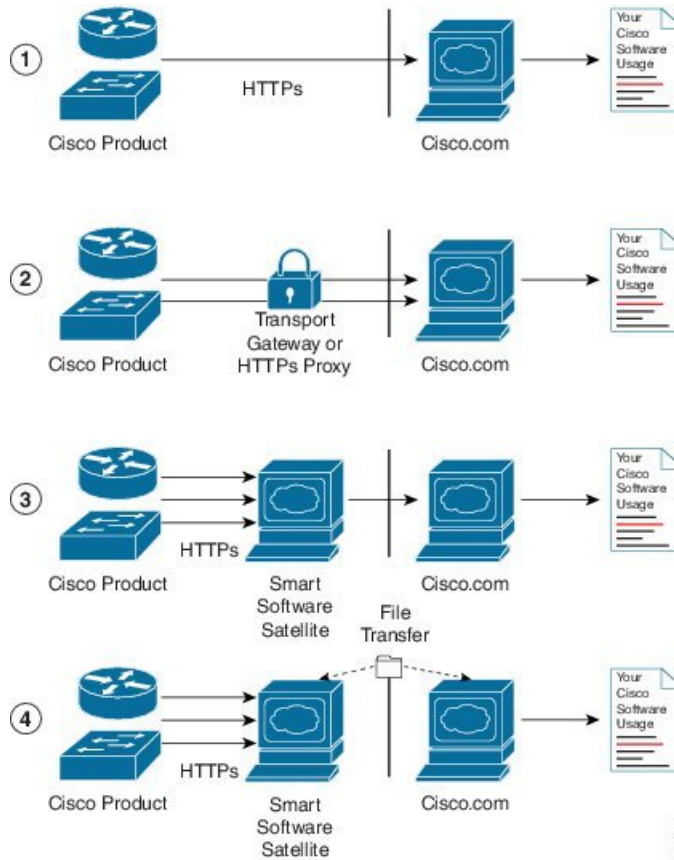 1
HTTPs
Cisco Product
Cisco.com
Your
Cisco
Software
Usage
2
Transport
Gateway or
HTTPs Proxy
Cisco Product
Cisco.com
Your
Cisco
Software
Usage
3
HTTPs
Cisco Product
Smart
Software
Satellite
Cisco.com
Your
Cisco
Software
Usage
File
Transfer
4
HTTPs
Cisco Product
Smart
Software
Satellite
Cisco.com
Your
Cisco
Software
Usage